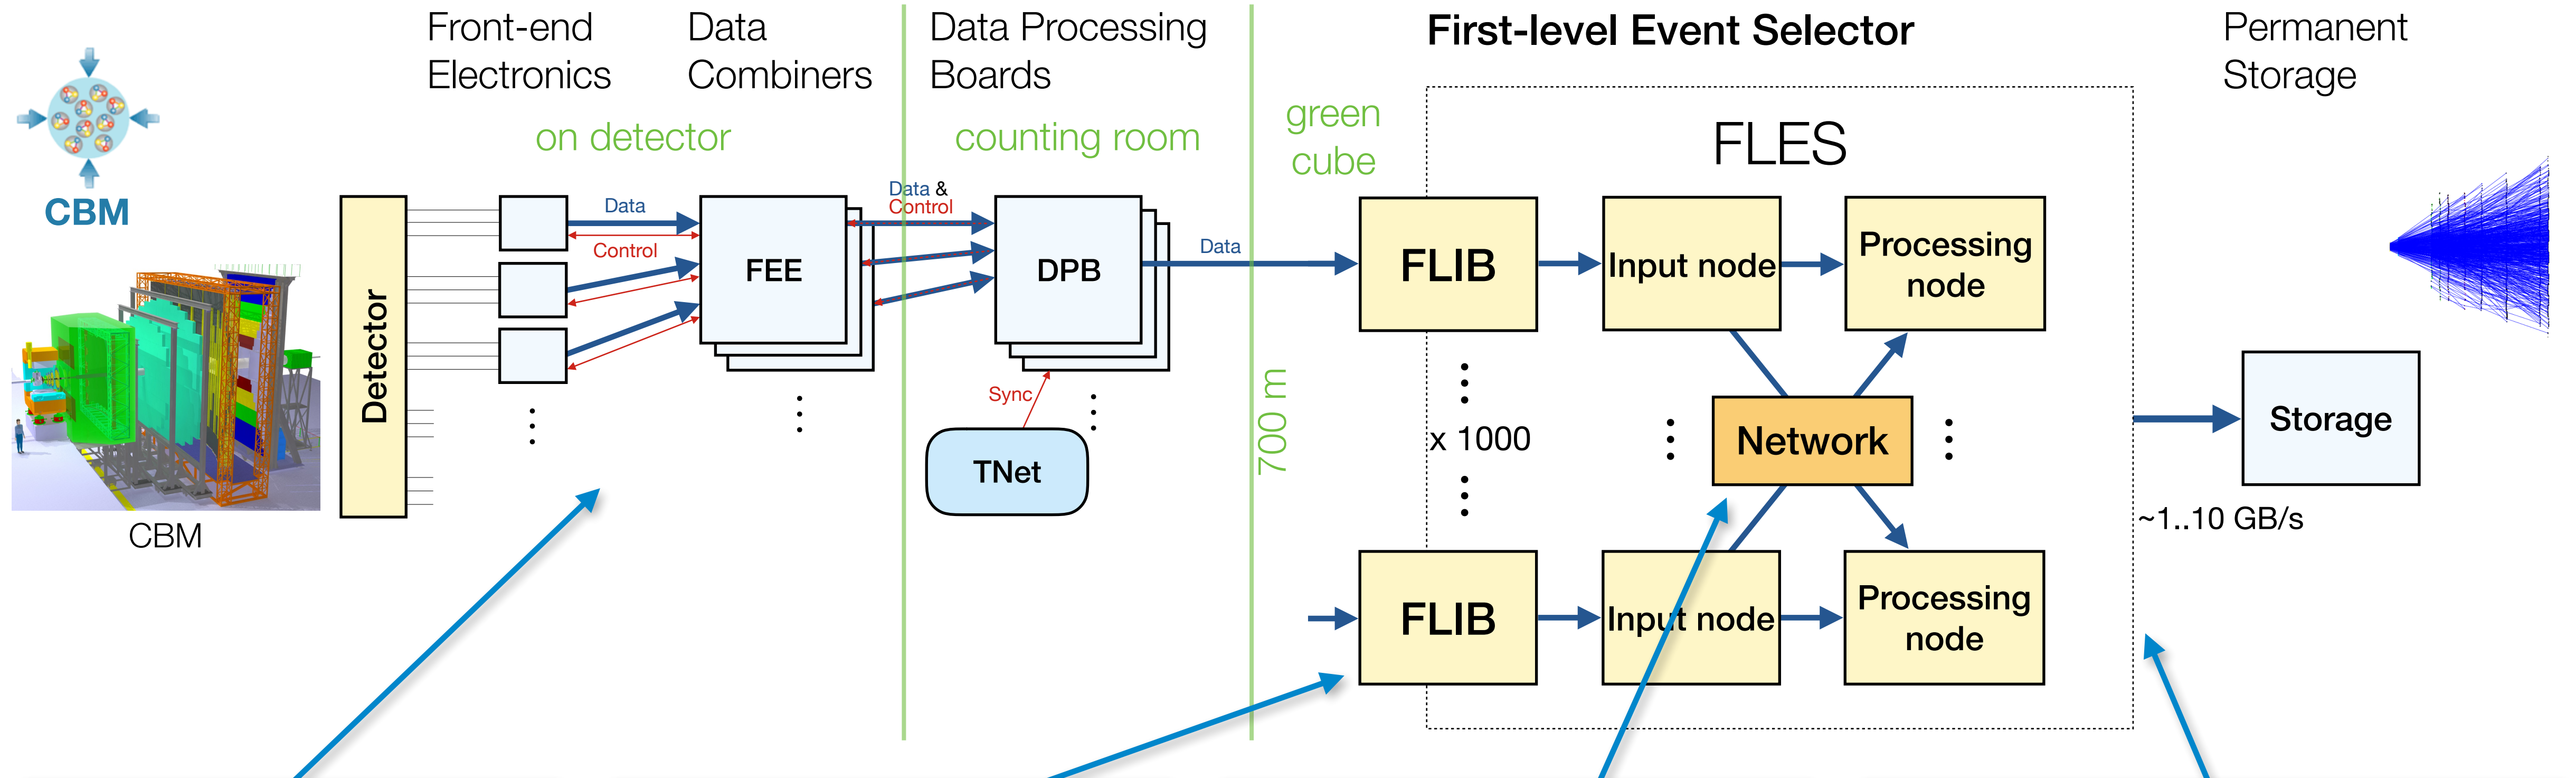 Front-end
Electronics
Data
Combiners
Data Processing
Boards
First-level Event Selector
Permanent
Storage
on detector
counting room
green
cube
FLES
CBM
CBM
Detector
Data
Control
FEE
Data &
Control
DPB
Data
Sync
TNet
700 m
FLIB
Input node
Processing
node
x 1000
Network
FLIB
Input node
Processing
node
Storage
~1..10 GB/s